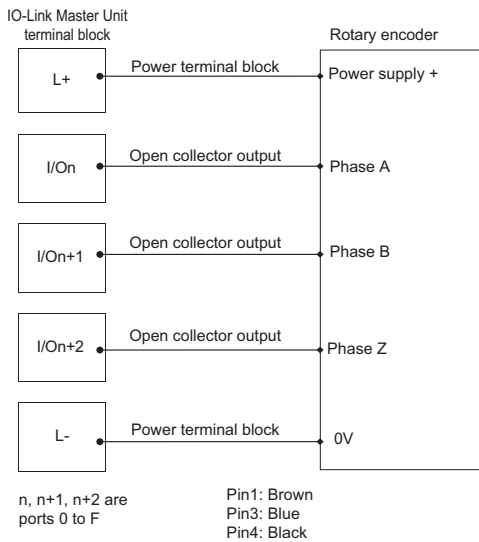 IO-Link Master Unit
terminal block
Rotary encoder
L+
Power terminal block
Power supply +
I/On
Open collector output
Phase A
I/On+1
Open collector output
Phase B
I/On+2
Open collector output
Phase Z
L-
Power terminal block
0V
n, n+1, n+2 are
ports 0 to F
Pin1: Brown
Pin3: Blue
Pin4: Black